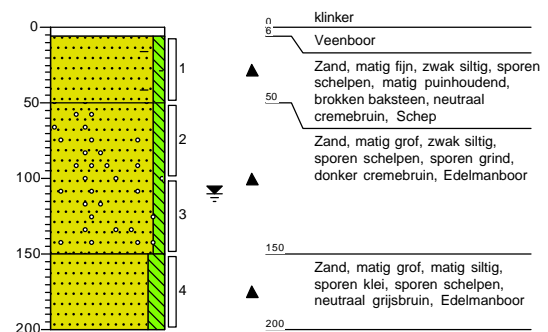 0
50
100
150
200
1
2
3
4
0
klinker
6
Veenboor
Zand, matig fijn, zwak siltig, sporen
schelpen, matig puinhoudend,
brokken baksteen, neutraal
cremebruin, Schep
50
Zand, matig grof, zwak siltig,
sporen schelpen, sporen grind,
donker cremebruin, Edelmanboor
150
Zand, matig grof, matig siltig,
sporen klei, sporen schelpen,
neutraal grijsbruin, Edelmanboor
200